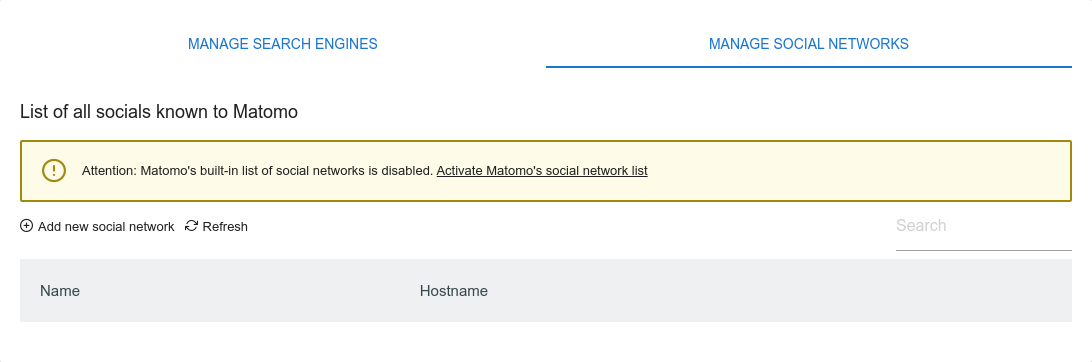 MANAGE SEARCH ENGINES MANAGE SOCIAL NETWORKS
List of all socials known to Matomo
Attention: Matomo's built-in list of social networks is disabled. Activate Matomo's social network list
Add new social network Refresh Search
Name Hostname